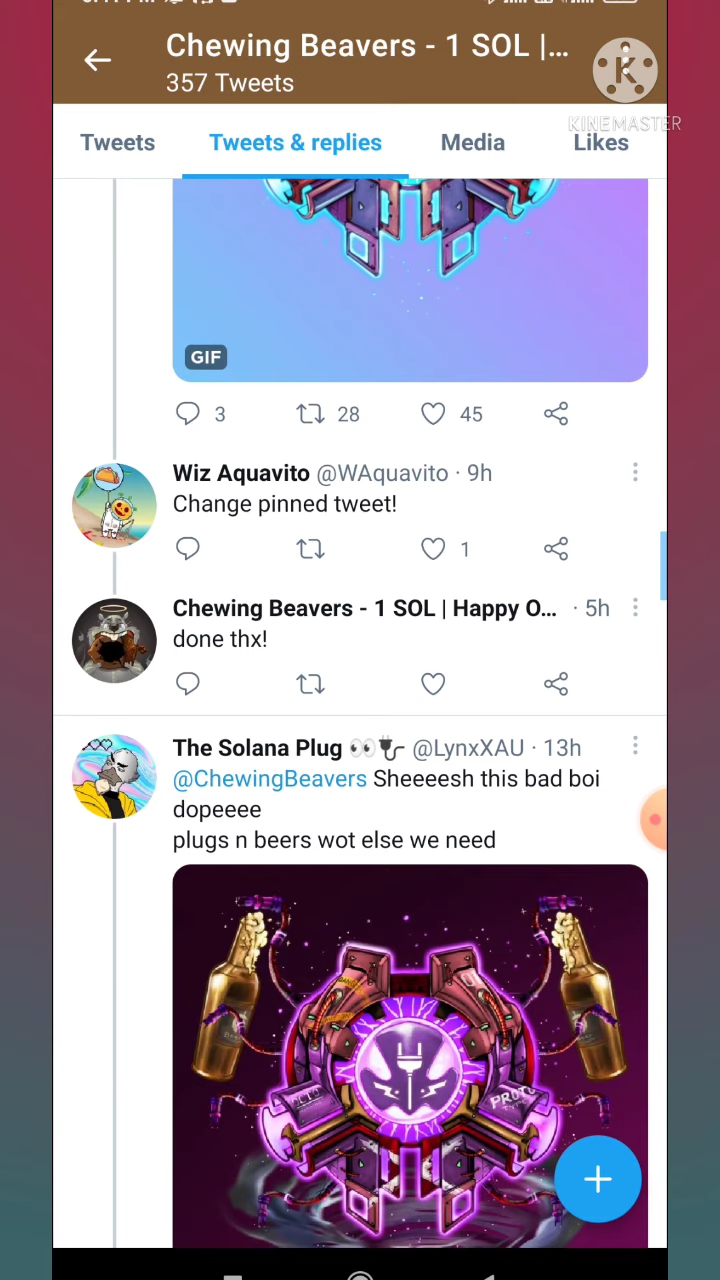 Chewing Beavers - 1 SOL |...
357 Tweets
K
KINEMASTER
Tweets
Tweets & replies
Media
Likes
GIF
3
28
45
Wiz Aquavito @WAquavito · 9h
Change pinned tweet!
1
Chewing Beavers - 1 SOL | Happy O... · 5h
done thx!
The Solana Plug 👀🔌 @LynxXAU · 13h
@ChewingBeavers Sheeeesh this bad boi
dopeeee
plugs n beers wot else we need
PROTO